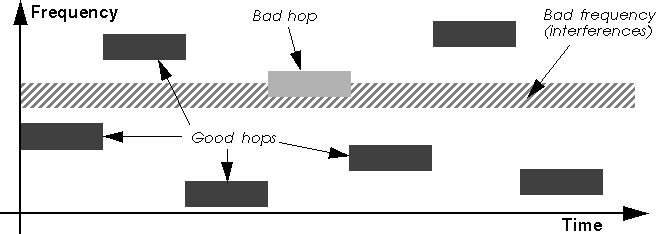 Frequency
Bad hop
Bad frequency
(interferences)
Good hops
Time